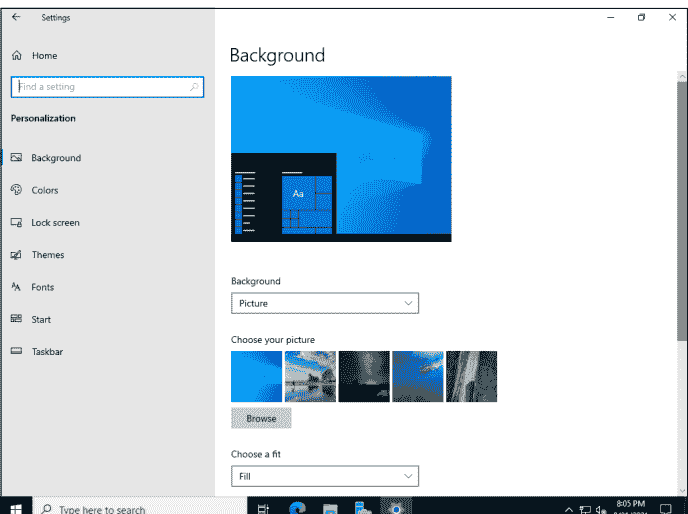 Settings
Home
Find a setting
Personalization
Background
Colors
Lock screen
Themes
Fonts
Start
Taskbar
Background
Aa
Background
Picture
Choose your picture
Browse
Choose a fit
Fill
Type here to search
8:05 PM